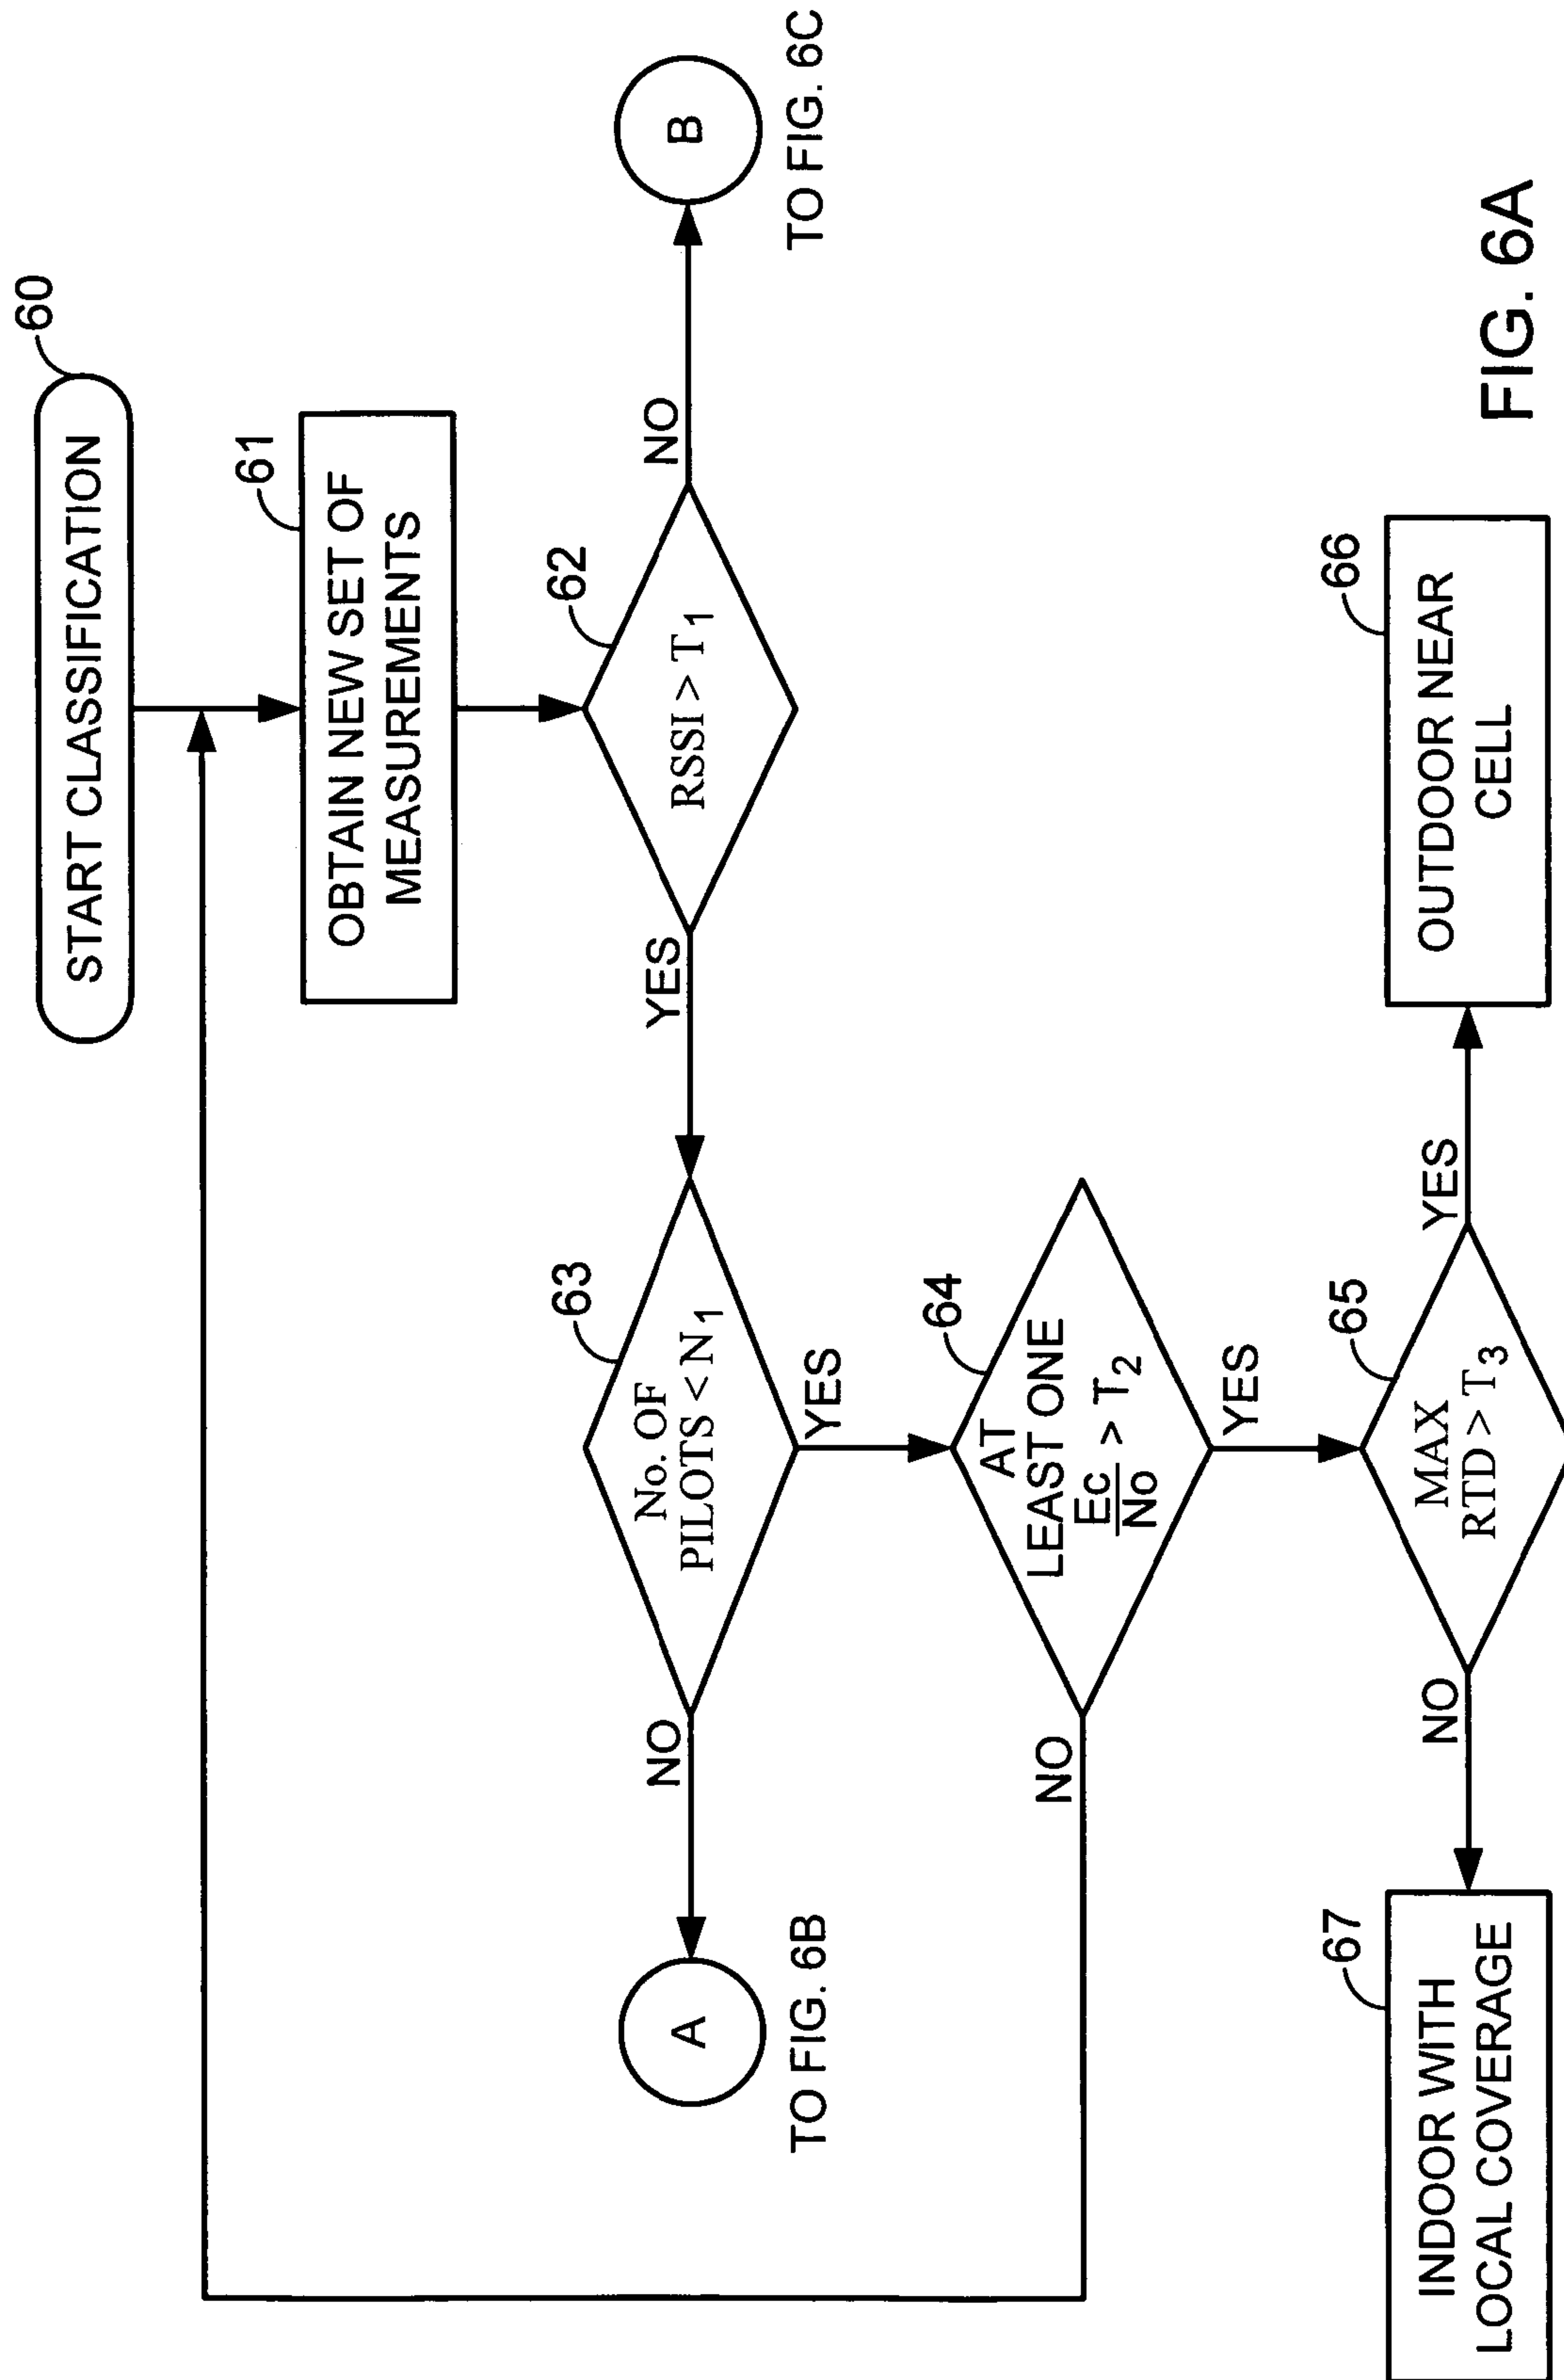 START CLASSIFICATION
60
OBTAIN NEW SET OF
MEASUREMENTS
61
RSSI > T1
62
YES
NO
B
TO FIG. 6C
No. OF
PILOTS < N1
63
NO
YES
A
TO FIG. 6B
AT
LEAST ONE
Ec
No
> T2
64
NO
YES
MAX
RTD > T3
65
NO
YES
INDOOR WITH
LOCAL COVERAGE
67
OUTDOOR NEAR
CELL
66
FIG. 6A